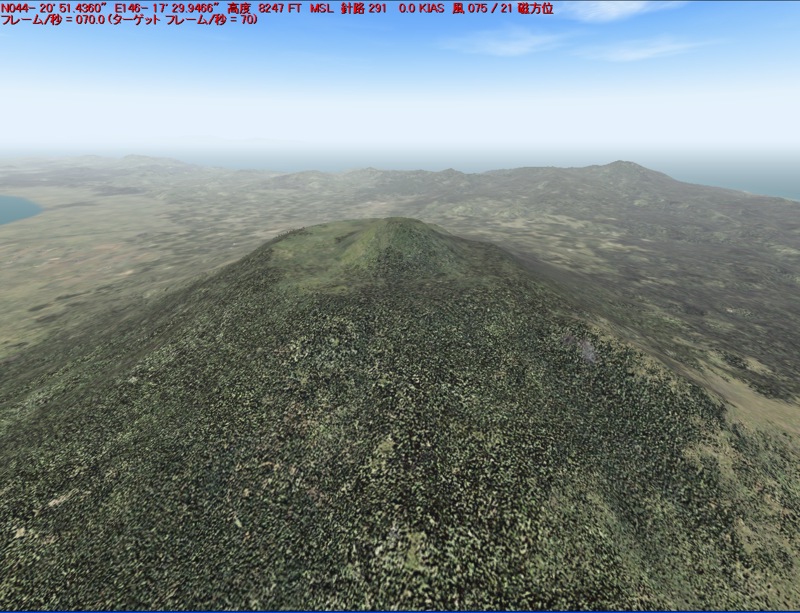 N044- 20' 51.4360" E146- 17' 29.9466" 高度 8247 FT MSL 針路 291 0.0 KIAS 風 075 / 21 磁方位
フレーム/秒 = 070.0 (ターゲット フレーム/秒 = 70)